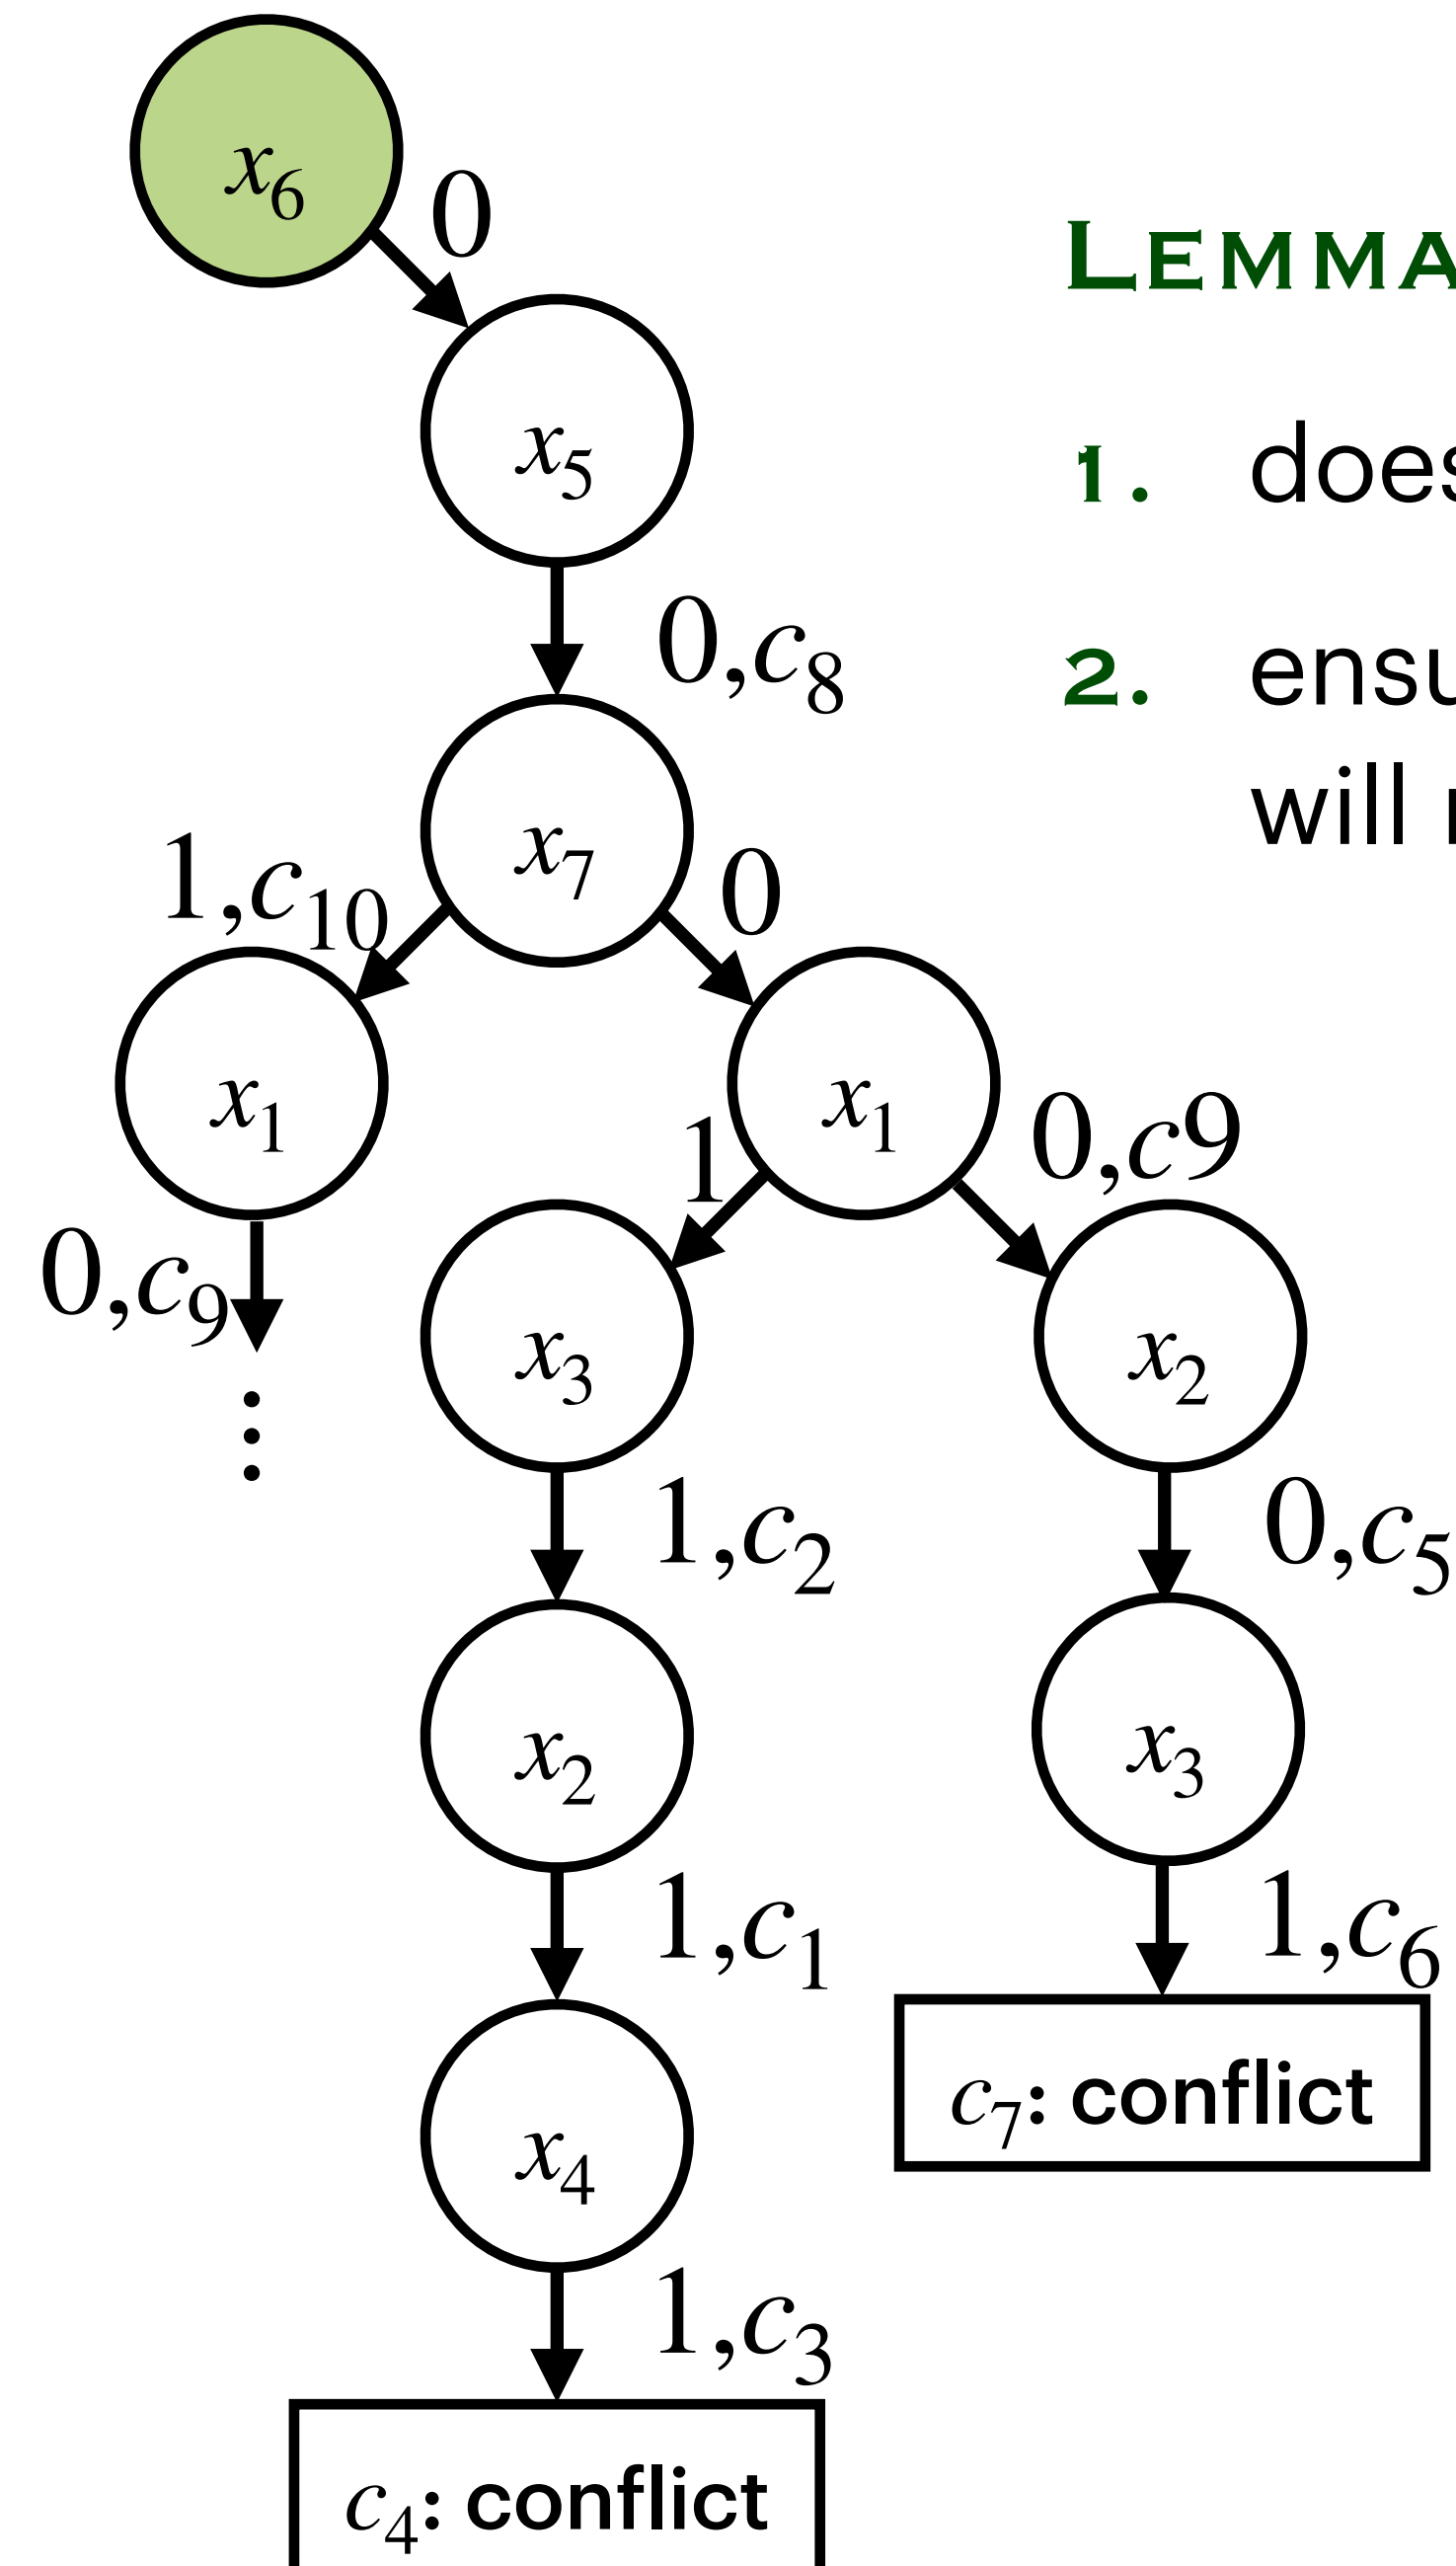 x6
0
LEMMA
x5
1. does
0,c8
2. ensu
will
x7
1,c10
0
x1
x1
1
0,c9
0,c9
⋮
x3
x2
1,c2
0,c5
x2
x3
1,c1
1,c6
x4
c7: conflict
1,c3
c4: conflict